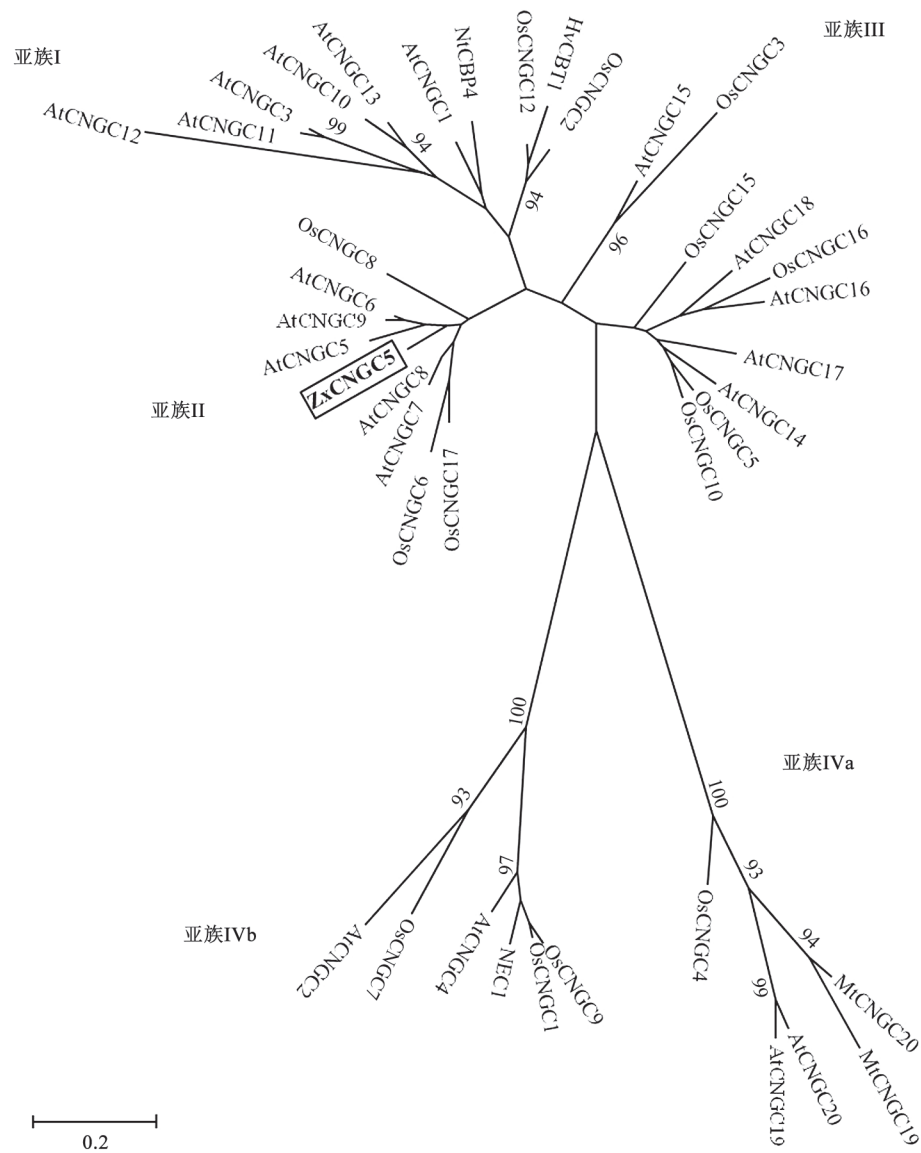 亚族I
亚族III
AtCNGC12
AtCNGC11
AtCNGC3
99
AtCNGC10
AtCNGC13
94
AtCNGC1
NtCBP4
OsCNGC12
HvCBT1
OsCNGC2
94
AtCNGC15
OsCNGC3
96
OsCNGC15
AtCNGC18
OsCNGC16
AtCNGC16
AtCNGC17
AtCNGC14
OsCNGC5
OsCNGC10
OsCNGC8
AtCNGC6
AtCNGC9
AtCNGC5
ZxCNGC5
AtCNGC8
AtCNGC7
OsCNGC6
OsCNGC17
亚族II
100
93
97
AtCNGC2
OsCNGC7
AtCNGC4
NEC1
OsCNGC1
OsCNGC9
亚族IVb
亚族IVa
100
93
94
99
OsCNGC4
MtCNGC20
MtCNGC19
AtCNGC20
AtCNGC19
0.2